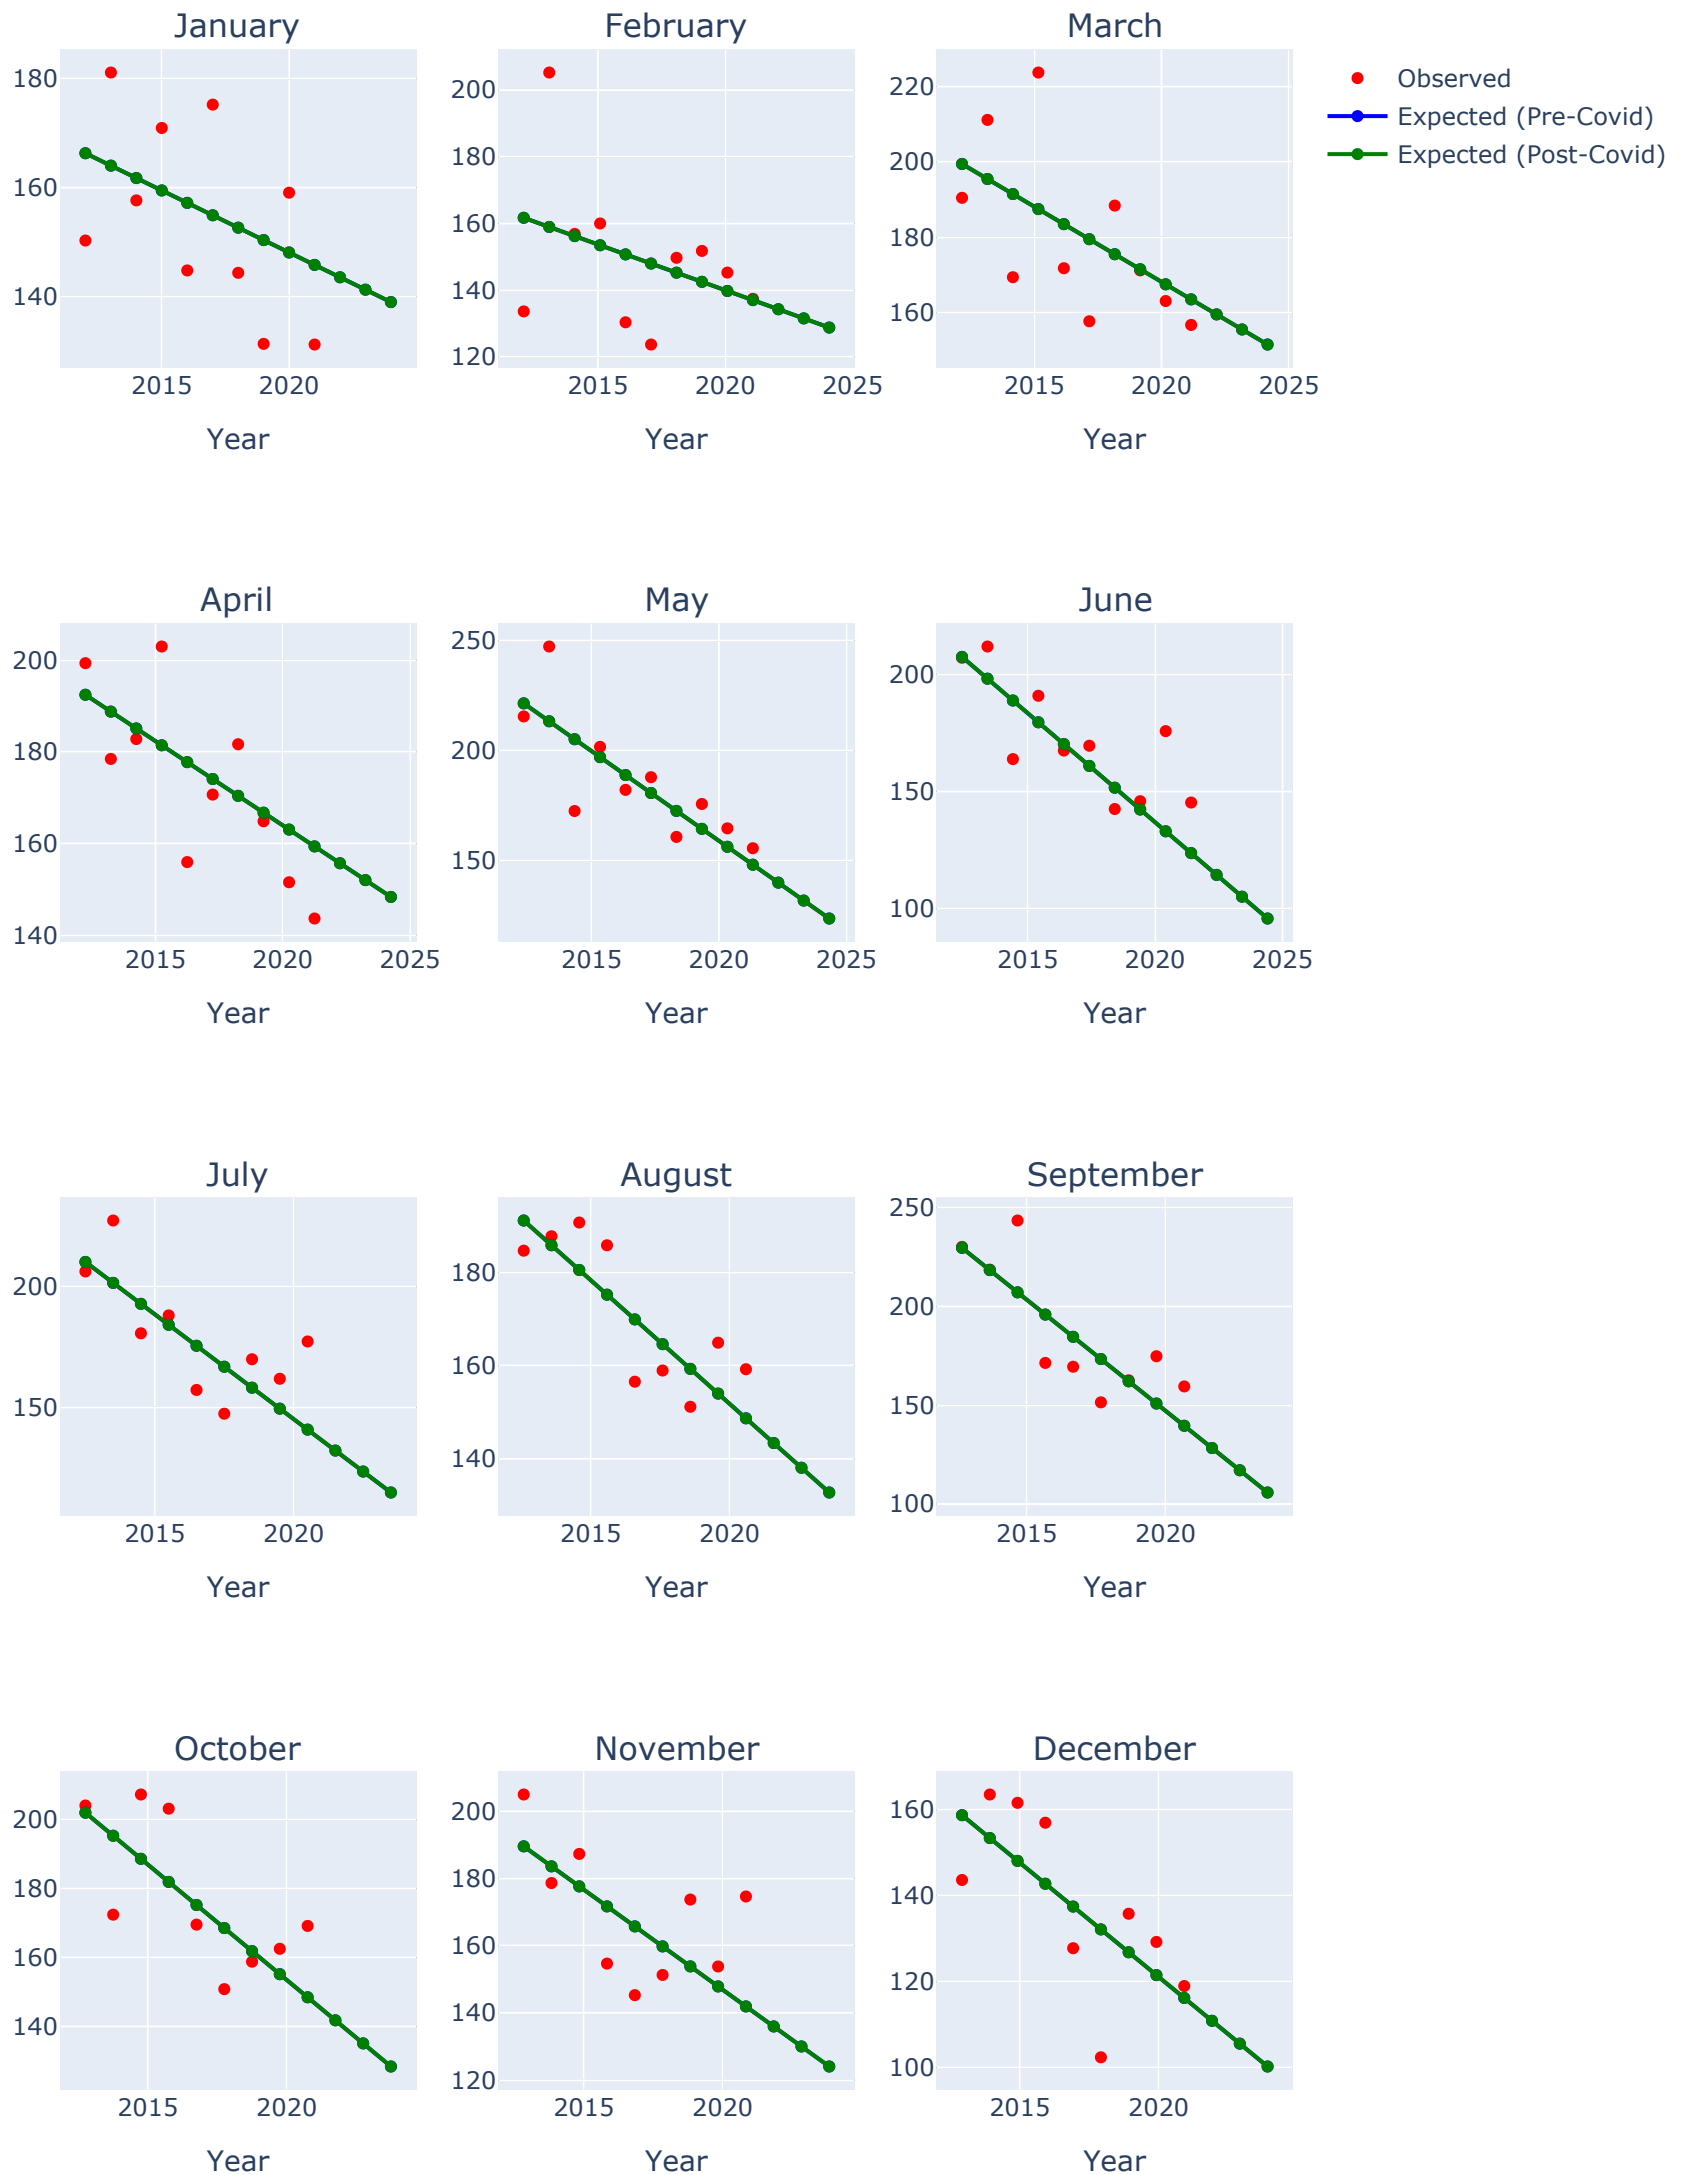 January February March
Observed
Expected (Pre-Covid)
Expected (Post-Covid)
180
160
140
2015 2020
Year
200
180
160
140
120
2015 2020 2025
Year
220
200
180
160
2015 2020 2025
Year
April May June
200
180
160
140
2015 2020 2025
Year
250
200
150
2015 2020 2025
Year
200
150
100
2015 2020 2025
Year
July August September
200
150
2015 2020
Year
180
160
140
2015 2020
Year
250
200
150
100
2015 2020
Year
October November December
200
180
160
140
2015 2020
Year
200
180
160
140
120
2015 2020
Year
160
140
120
100
2015 2020
Year